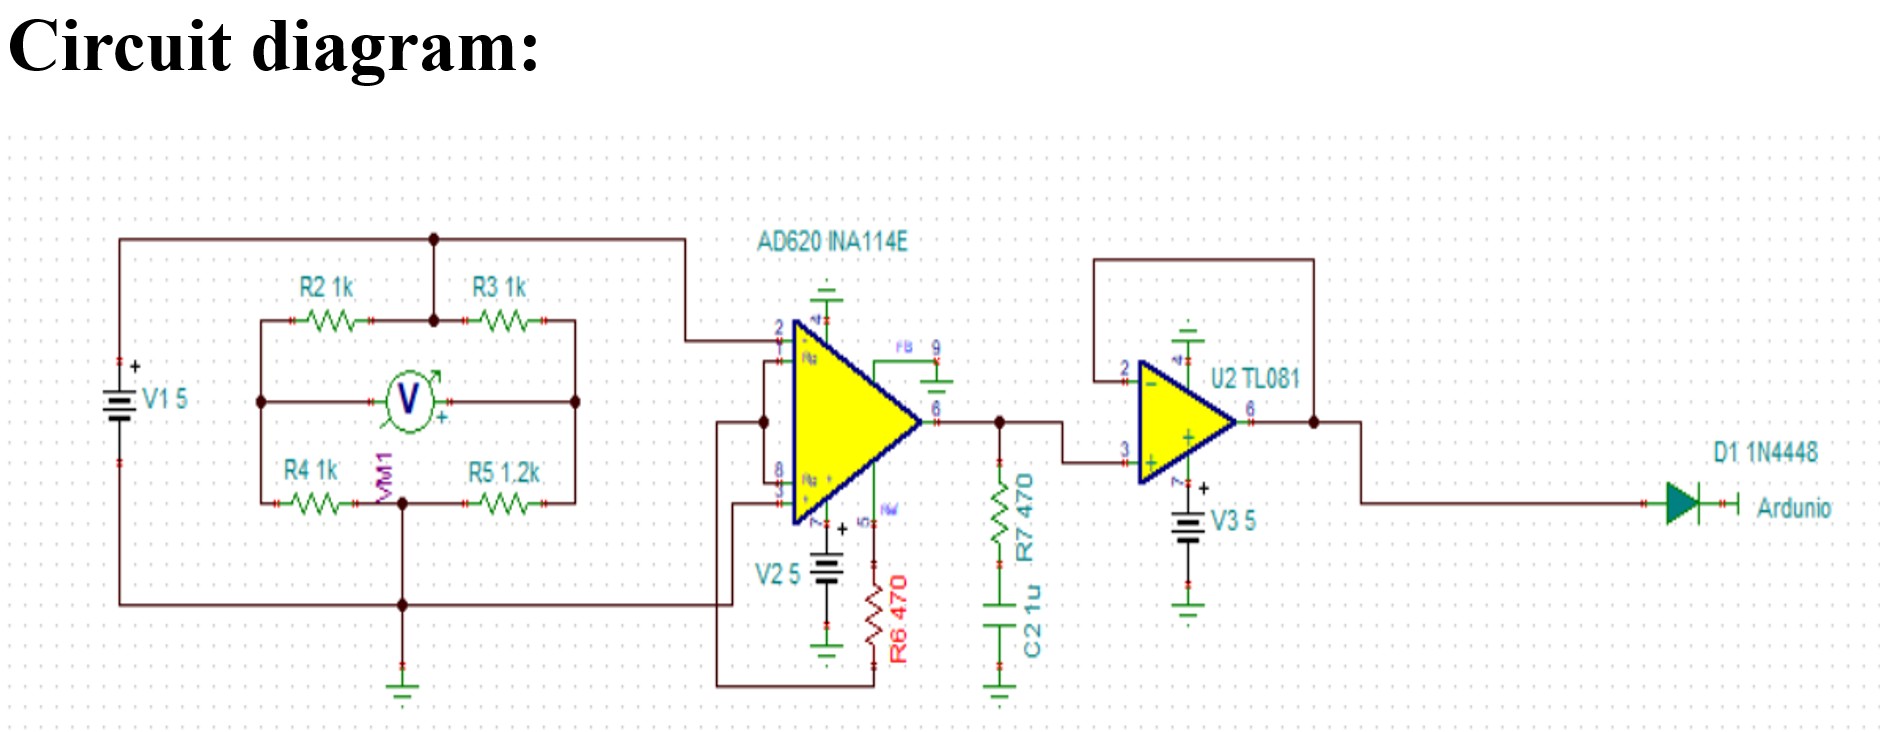 Circuit diagram:
AD620 INA114E
R2 1k
R3 1k
V1 5
V
VM1
R4 1k
R5 1.2k
2
1
Rg
8
Rg
3
4
FB
9
6
7
5
V2 5
R6 470
R7 470
C2 1u
2
3
4
6
7
U2 TL081
V3 5
D1 1N4448
Ardunio